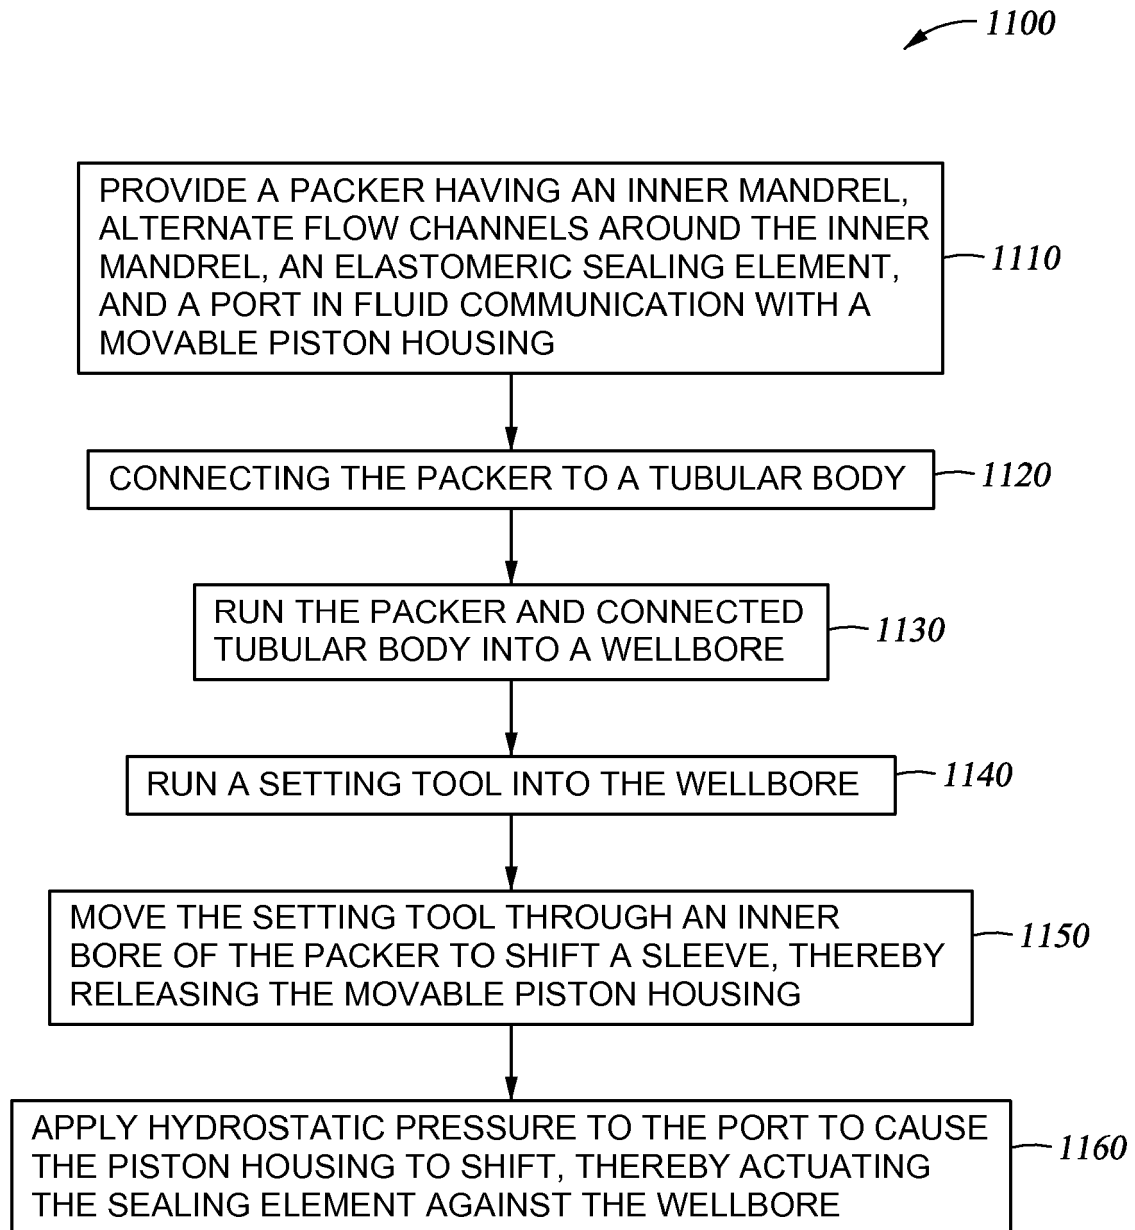 1100
PROVIDE A PACKER HAVING AN INNER MANDREL,
ALTERNATE FLOW CHANNELS AROUND THE INNER
MANDREL, AN ELASTOMERIC SEALING ELEMENT,
AND A PORT IN FLUID COMMUNICATION WITH A
MOVABLE PISTON HOUSING
1110
CONNECTING THE PACKER TO A TUBULAR BODY
1120
RUN THE PACKER AND CONNECTED
TUBULAR BODY INTO A WELLBORE
1130
RUN A SETTING TOOL INTO THE WELLBORE
1140
MOVE THE SETTING TOOL THROUGH AN INNER
BORE OF THE PACKER TO SHIFT A SLEEVE, THEREBY
RELEASING THE MOVABLE PISTON HOUSING
1150
APPLY HYDROSTATIC PRESSURE TO THE PORT TO CAUSE
THE PISTON HOUSING TO SHIFT, THEREBY ACTUATING
THE SEALING ELEMENT AGAINST THE WELLBORE
1160